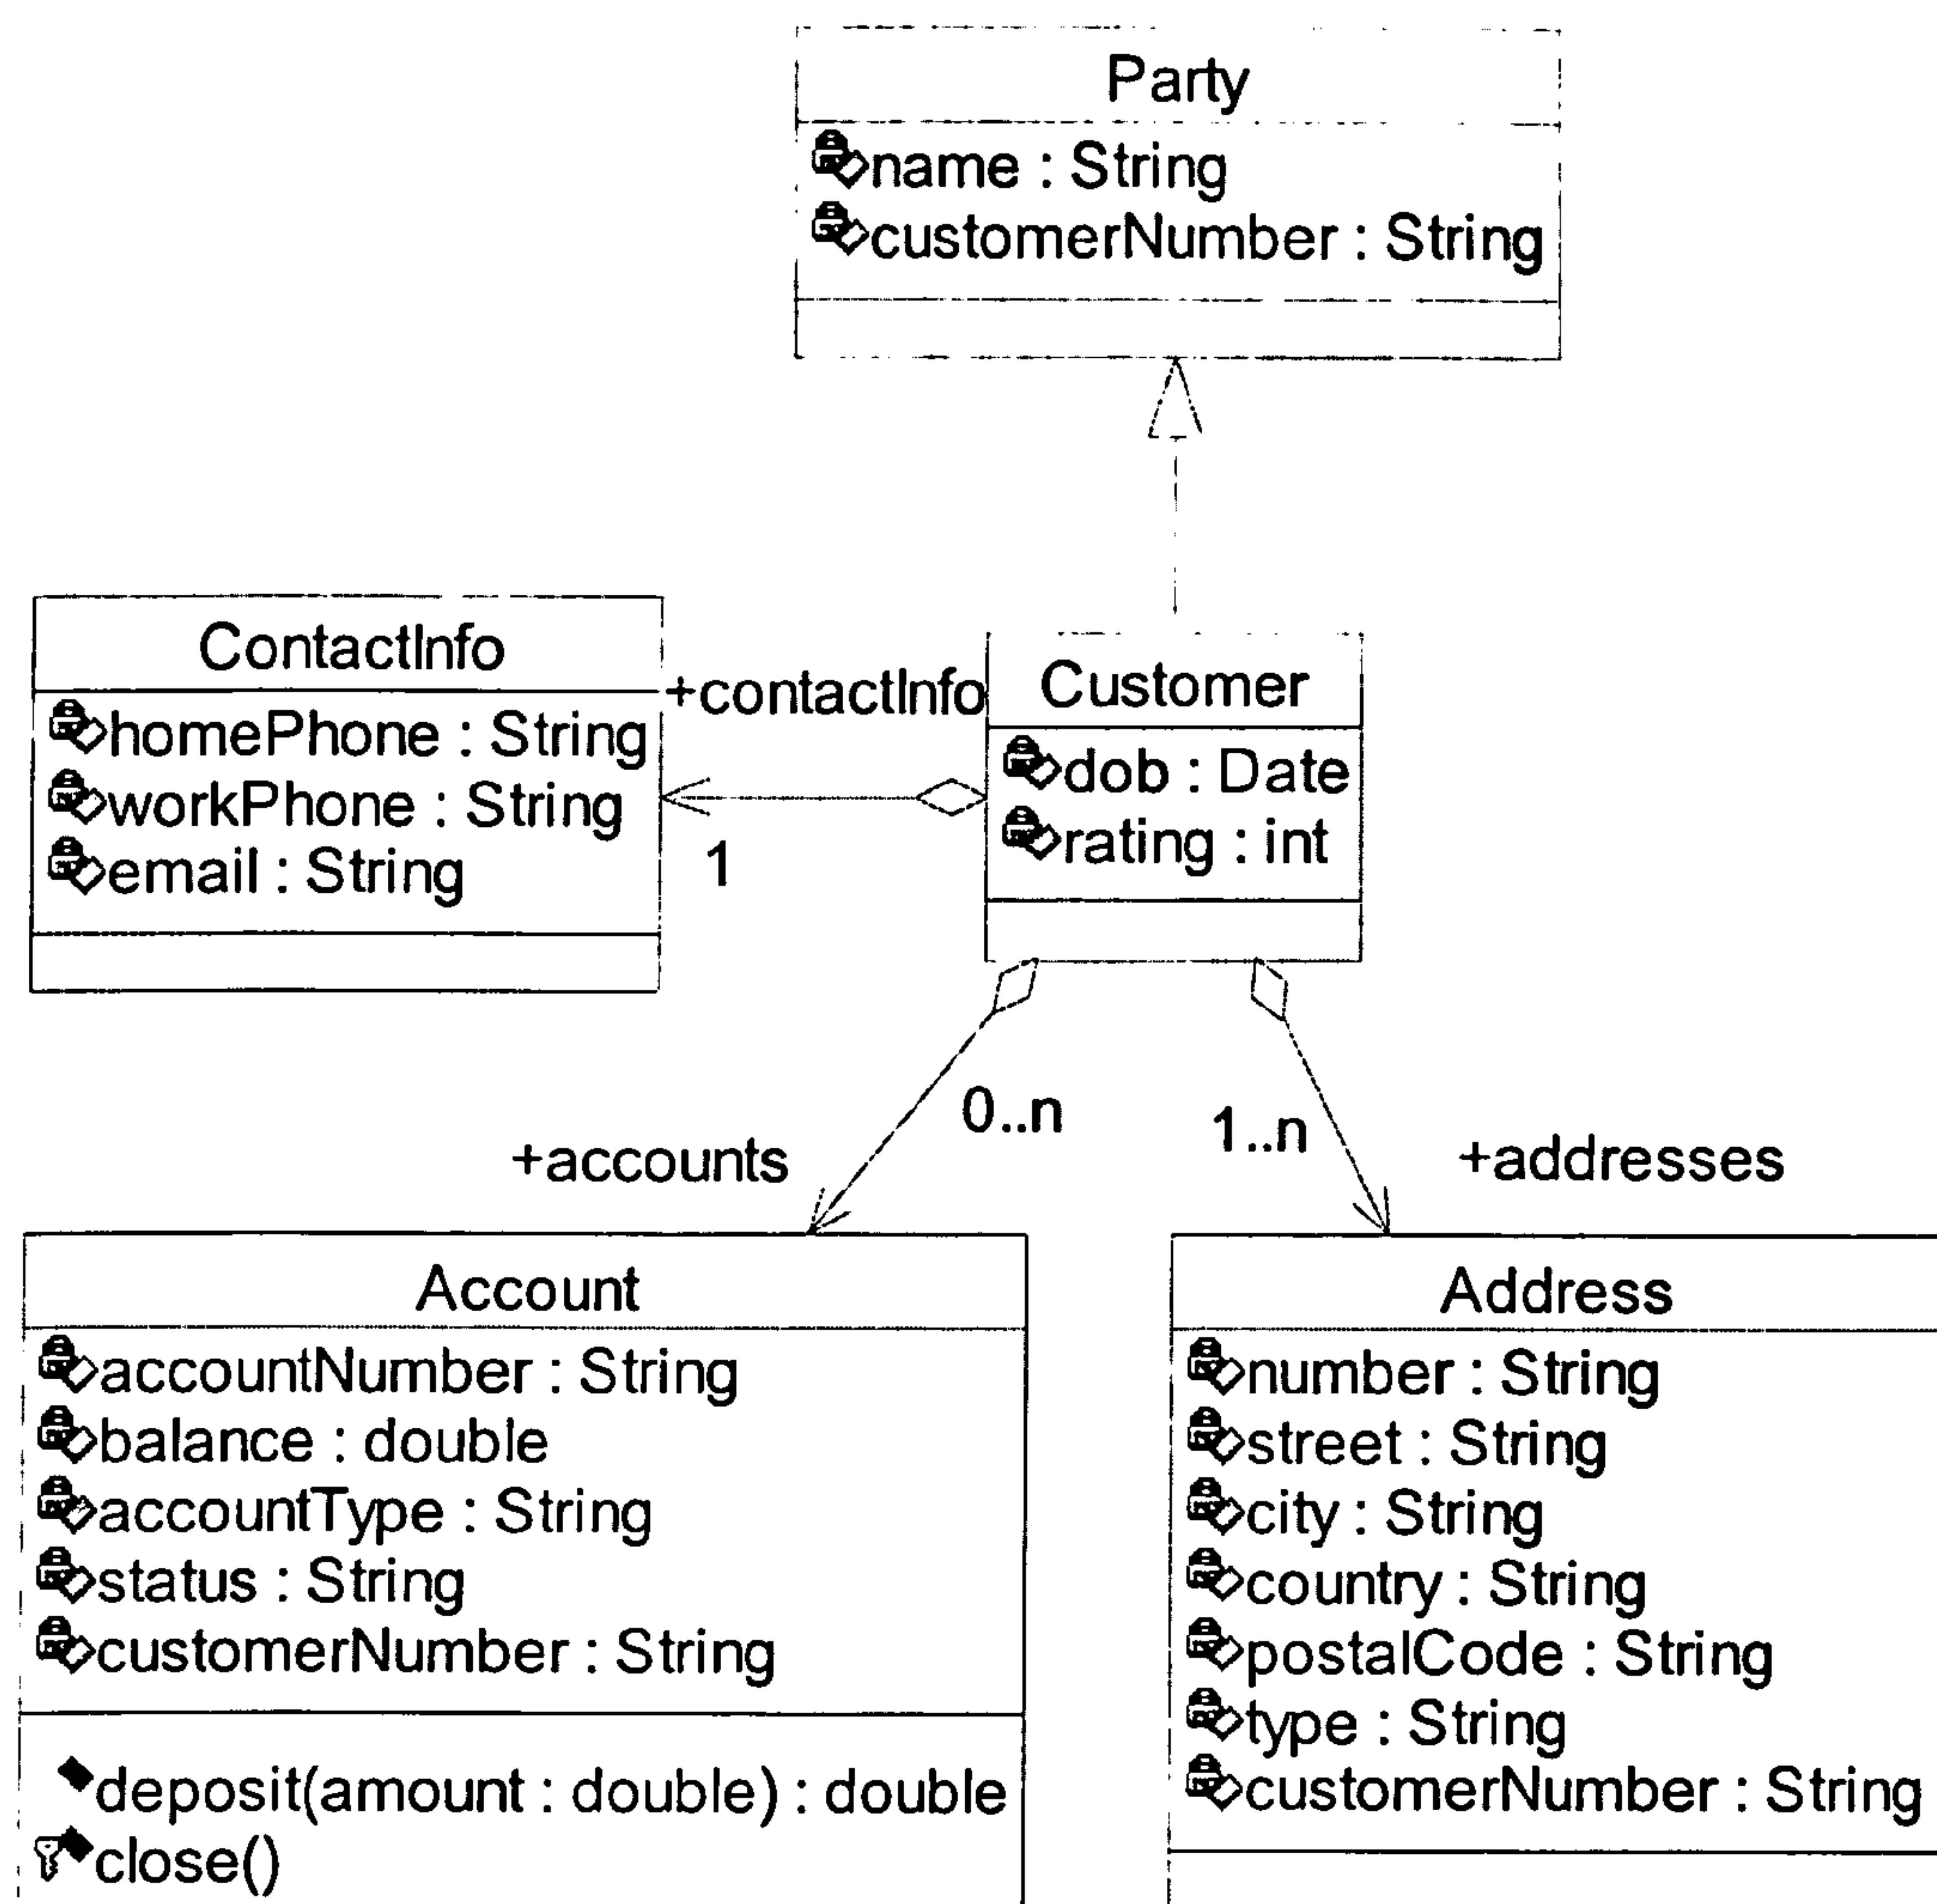 Party
name : String
customerNumber : String
ContactInfo
homePhone : String
workPhone : String
email : String
+contactInfo
1
Customer
dob : Date
rating : int
0..n
1..n
+accounts
+addresses
Account
accountNumber : String
balance : double
accountType : String
status : String
customerNumber : String
deposit(amount : double) : double
close()
Address
number : String
street : String
city : String
country : String
postalCode : String
type : String
customerNumber : String